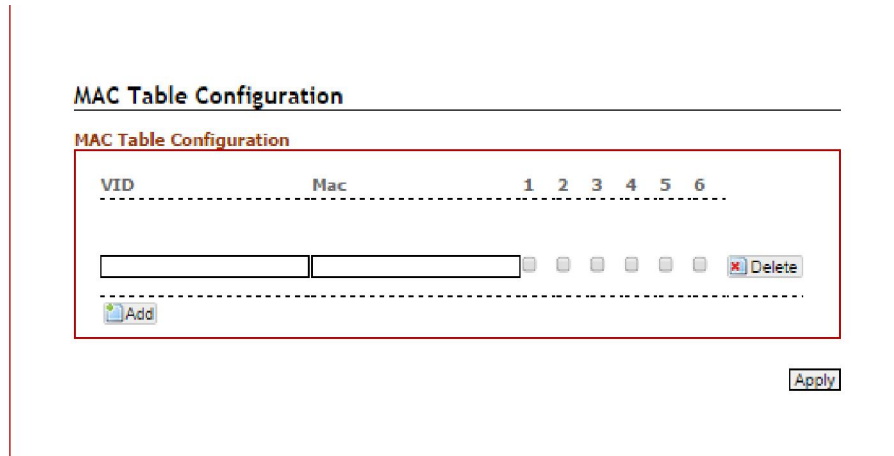 MAC Table Configuration
MAC Table Configuration
VID Mac 1 2 3 4 5 6
Delete
Add
Apply